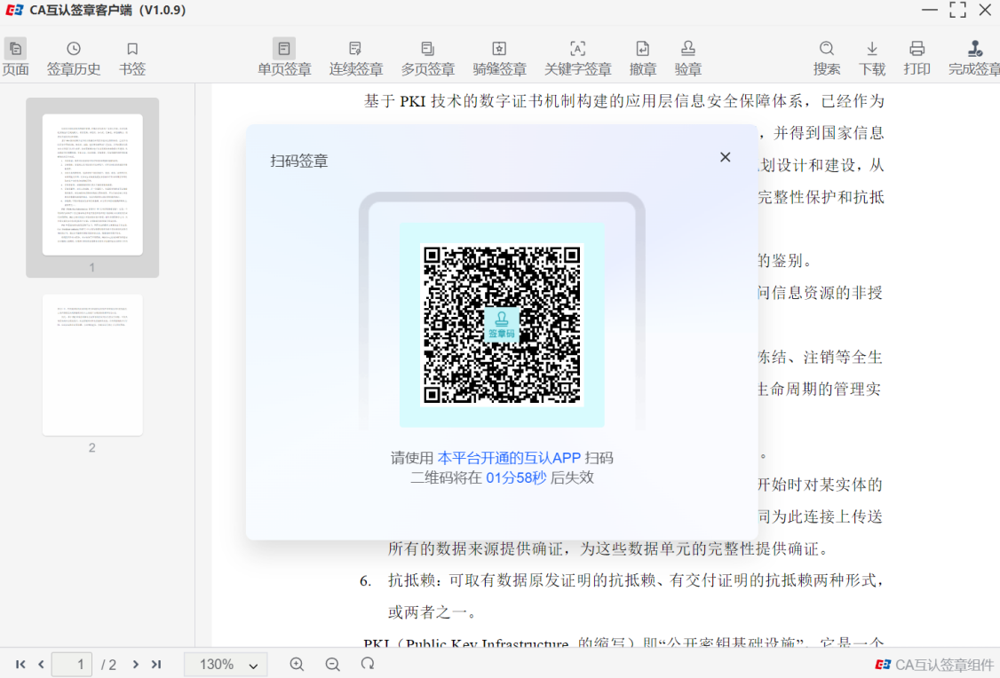 CA互认签章客户端（V1.0.9）
页面 签章历史 书签 单页签章 连续签章 多页签章 骑缝签章 关键字签章 撤章 验章 搜索 下载 打印 完成签章
1
2
基于 PKI 技术的数字证书机制构建的应用层信息安全保障体系，已经作为
，并得到国家信息
划设计和建设，从
完整性保护和抗抵
的鉴别。
问信息资源的非授
冻结、注销等全生
生命周期的管理实
。
开始时对某实体的
同为此连接上传送
所有的数据来源提供确证，为这些数据单元的完整性提供确证。
6. 抗抵赖：可取有数据原发证明的抗抵赖、有交付证明的抗抵赖两种形式，
或两者之一。
PKI（Public Key Infrastructure 的缩写）即“公开密钥基础设施”，它是一个
扫码签章
签章码
请使用 本平台开通的互认APP 扫码
二维码将在 01分58秒 后失效
1 / 2 130%
CA互认签章组件